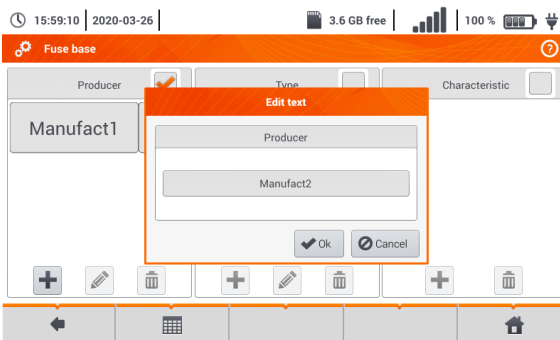 15:59:10 2020-03-26 3.6 GB free 100 %
Fuse base ?
Producer Type Characteristic
Edit text
Manufact1
Producer
Manufact2
Ok Cancel